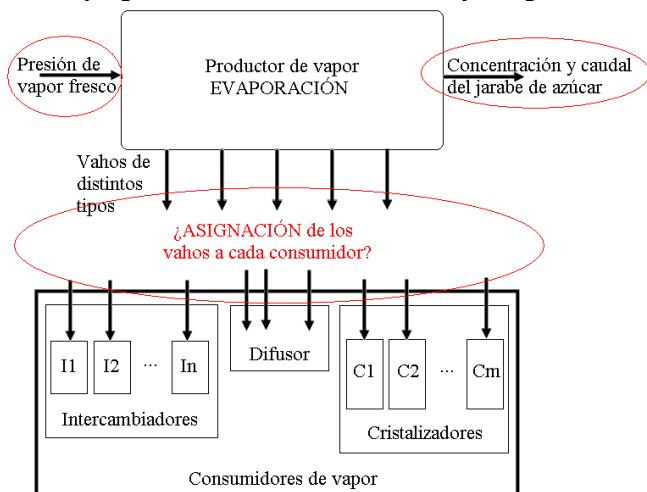 Presión de
vapor fresco
Productor de vapor
EVAPORACIÓN
Concentración y caudal
del jarabe de azúcar
Vahos de
distintos
tipos
¿ASIGNACIÓN de los
vahos a cada consumidor?
I1
I2
...
In
Intercambiadores
Difusor
C1
C2
...
Cm
Cristalizadores
Consumidores de vapor